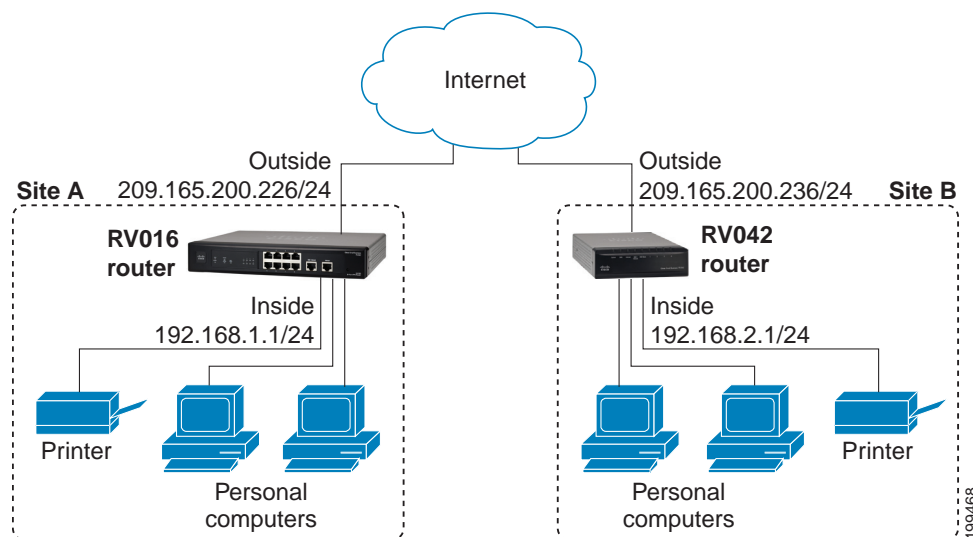 Internet
Outside
209.165.200.226/24
Site A
RV016
router
Inside
192.168.1.1/24
Printer
Personal
computers
Outside
209.165.200.236/24
Site B
RV042
router
Inside
192.168.2.1/24
Personal
computers
Printer
199468